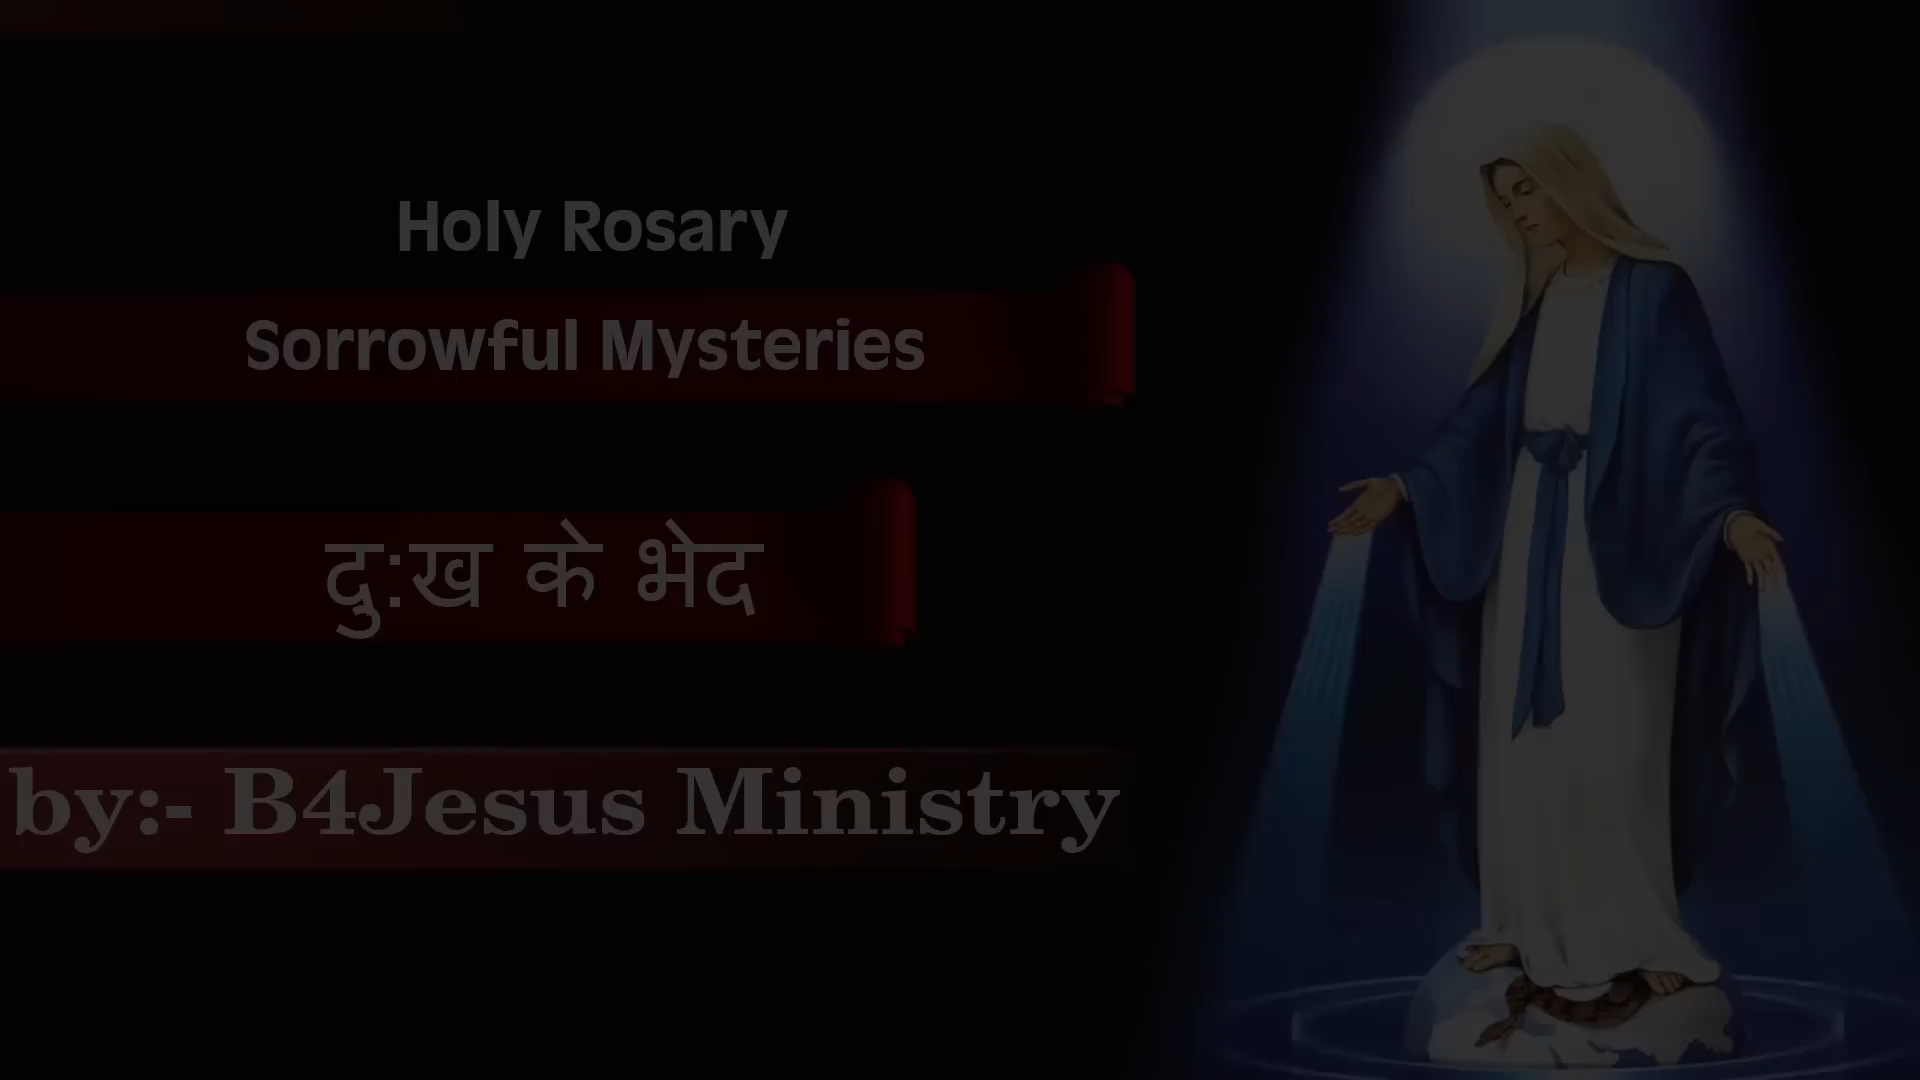 Holy Rosary
Sorrowful Mysteries
दु:ख के भेद
by:- B4Jesus Ministry